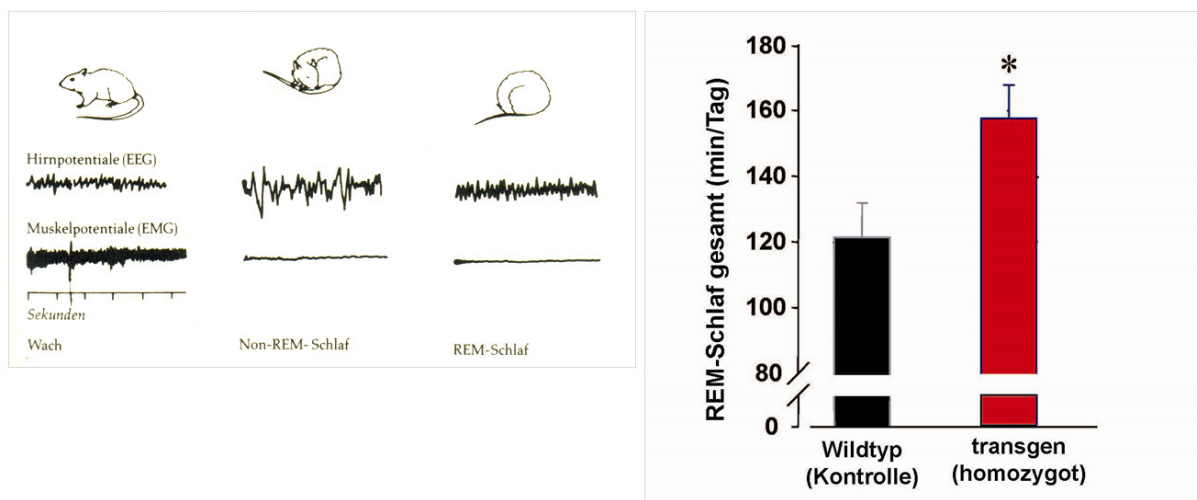 Hirnpotentiale (EEG)
Muskelpotentiale (EMG)
Sekunden
Wach
Non-REM- Schlaf
REM-Schlaf
REM-Schlaf gesamt (min/Tag)
180
160
140
120
100
80
0
*
Wildtyp
(Kontrolle)
transgen
(homozygot)